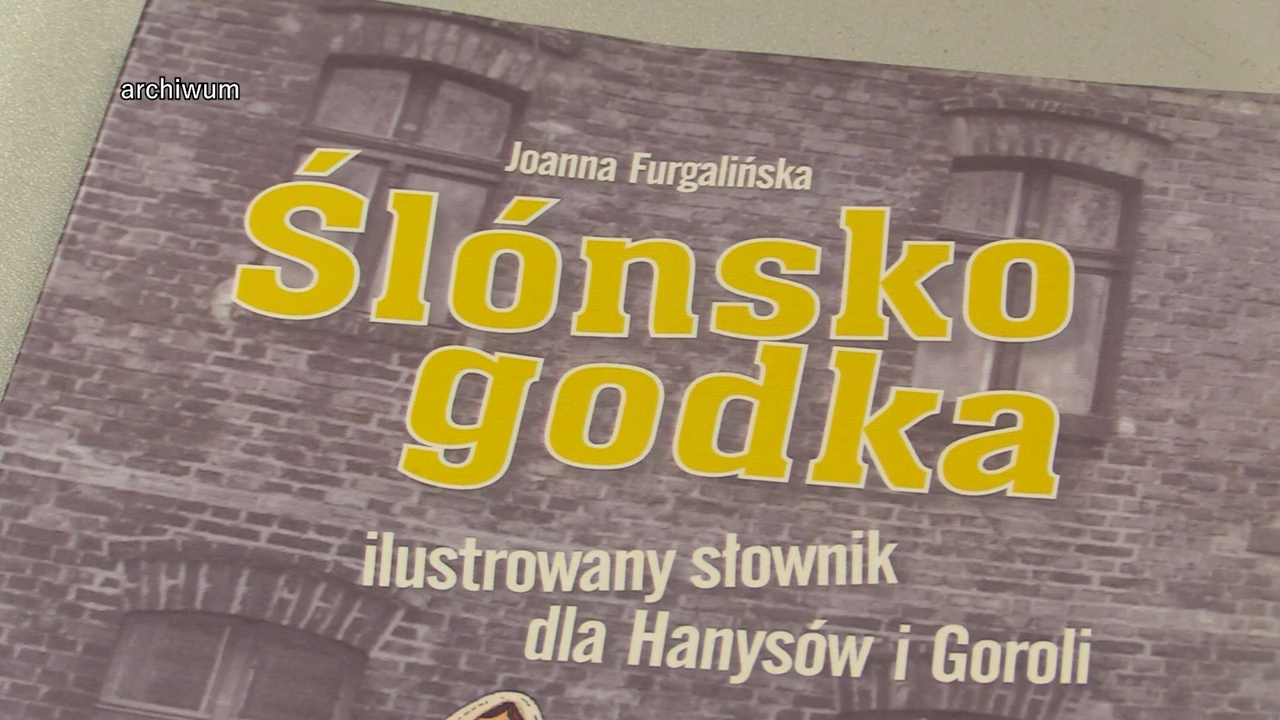 archiwum
Joanna Furgalińska
Ślónsko
godka
ilustrowany słownik
dla Hanysów i Goroli